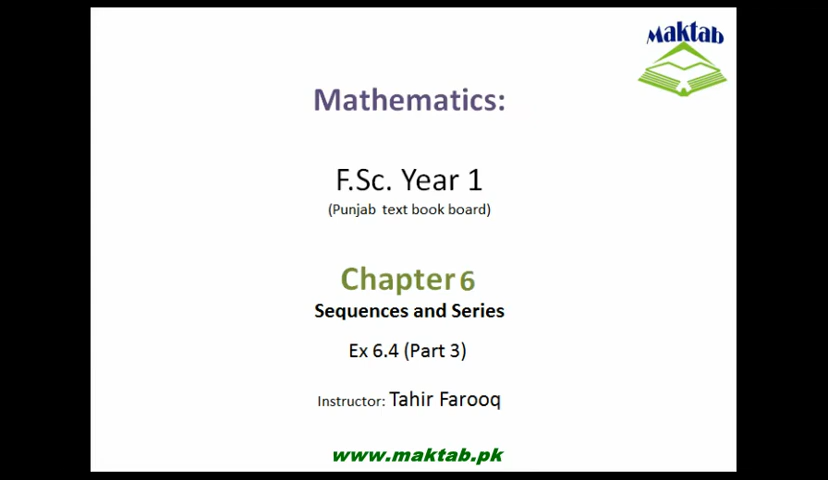 Maktab
Mathematics:
F.Sc. Year 1
(Punjab text book board)
Chapter 6
Sequences and Series
Ex 6.4 (Part 3)
Instructor: Tahir Farooq
www.maktab.pk